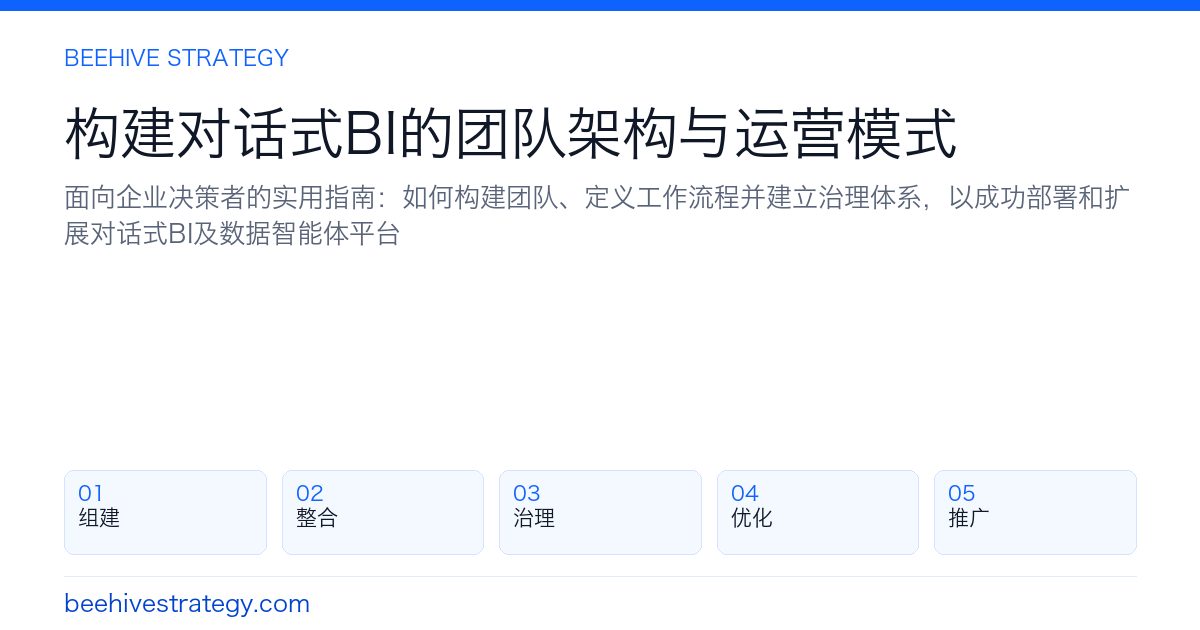 BEEHIVE STRATEGY
构建对话式BI的团队架构与运营模式
面向企业决策者的实用指南：如何构建团队、定义工作流程并建立治理体系，以成功部署和扩
展对话式BI及数据智能体平台
01
组建
02
整合
03
治理
04
优化
05
推广
beehivestrategy.com